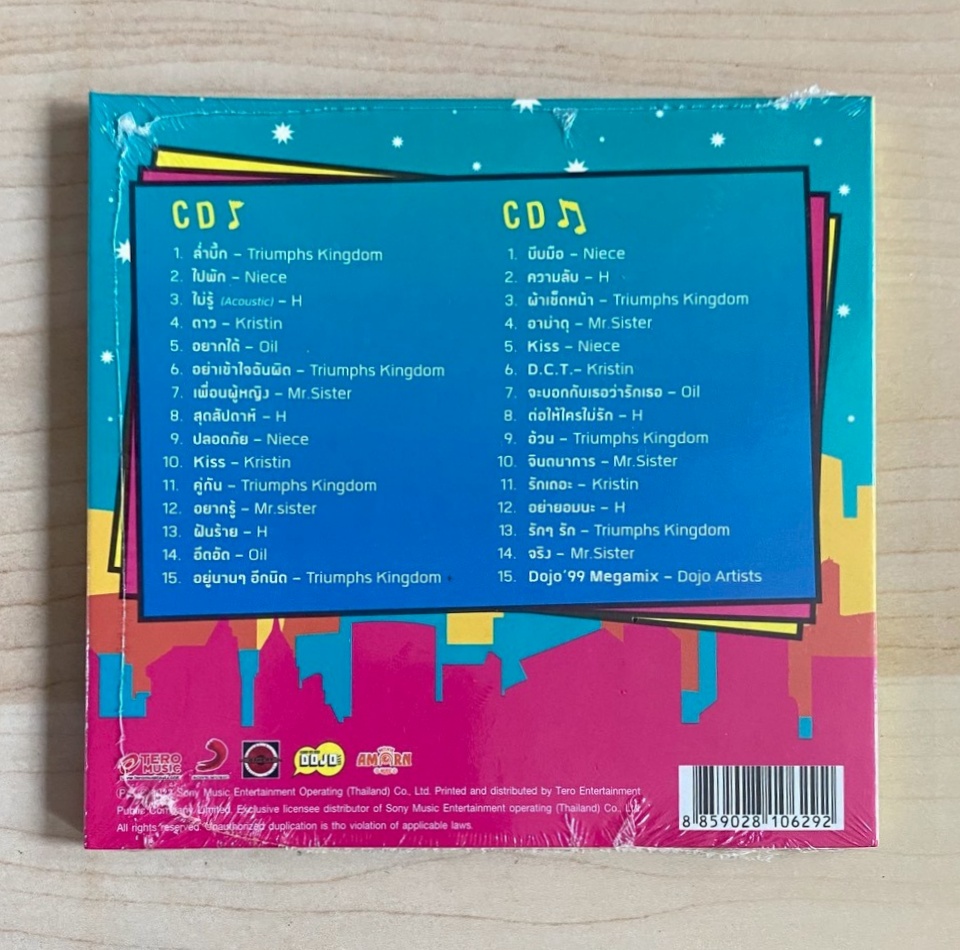 CD
1. ล่ำบึ้ก – Triumphs Kingdom
2. ไปพัก – Niece
3. ไม่รู้ (Acoustic) – H
4. ดาว – Kristin
5. อยากได้ – Oil
6. อย่าเข้าใจฉันผิด – Triumphs Kingdom
7. เพื่อนผู้หญิง – Mr.Sister
8. สุดสัปดาห์ – H
9. ปลอดภัย – Niece
10. Kiss – Kristin
11. คู่กัน – Triumphs Kingdom
12. อยากรู้ – Mr.sister
13. ฝันร้าย – H
14. อึดอัด – Oil
15. อยู่นานๆ อีกนิด – Triumphs Kingdom
CD
1. บีบมือ – Niece
2. ความลับ – H
3. ผ้าเช็ดหน้า – Triumphs Kingdom
4. อาม่าดุ – Mr.Sister
5. Kiss – Niece
6. D.C.T.– Kristin
7. จะบอกกับเธอว่ารักเธอ – Oil
8. ต่อให้ใครไม่รัก – H
9. อ้วน – Triumphs Kingdom
10. จินตนาการ – Mr.Sister
11. รักเถอะ – Kristin
12. อย่ายอมนะ – H
13. รักๆ รัก – Triumphs Kingdom
14. จริง – Mr.Sister
15. Dojo'99 Megamix – Dojo Artists
TERO MUSIC
DOJO
AMORN
Sony Music Entertainment Operating (Thailand) Co., Ltd. Printed and distributed by Tero Entertainment
Public Company Limited. Exclusive licensee distributor of Sony Music Entertainment operating (Thailand) Co., Ltd.
All rights reserved. Unauthorized duplication is tho violation of applicable laws.
8 859028 106292